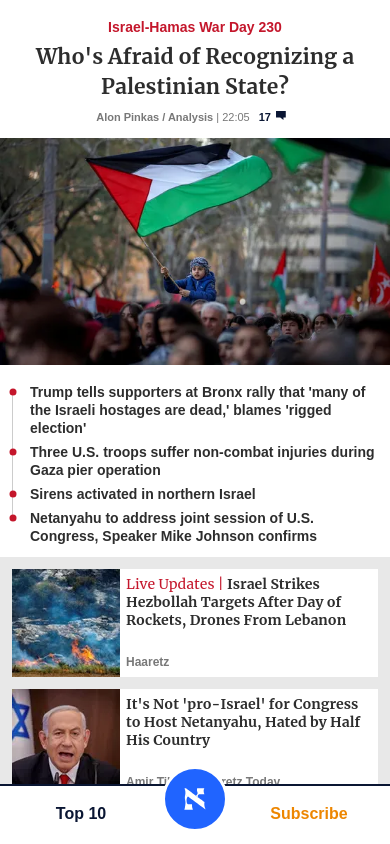 Israel-Hamas War Day 230
Who's Afraid of Recognizing a
Palestinian State?
Alon Pinkas / Analysis | 22:05 17
Trump tells supporters at Bronx rally that 'many of
the Israeli hostages are dead,' blames 'rigged
election'
Three U.S. troops suffer non-combat injuries during
Gaza pier operation
Sirens activated in northern Israel
Netanyahu to address joint session of U.S.
Congress, Speaker Mike Johnson confirms
Live Updates | Israel Strikes
Hezbollah Targets After Day of
Rockets, Drones From Lebanon
Haaretz
It's Not 'pro-Israel' for Congress
to Host Netanyahu, Hated by Half
His Country
Amir Today
Top 10
Subscribe